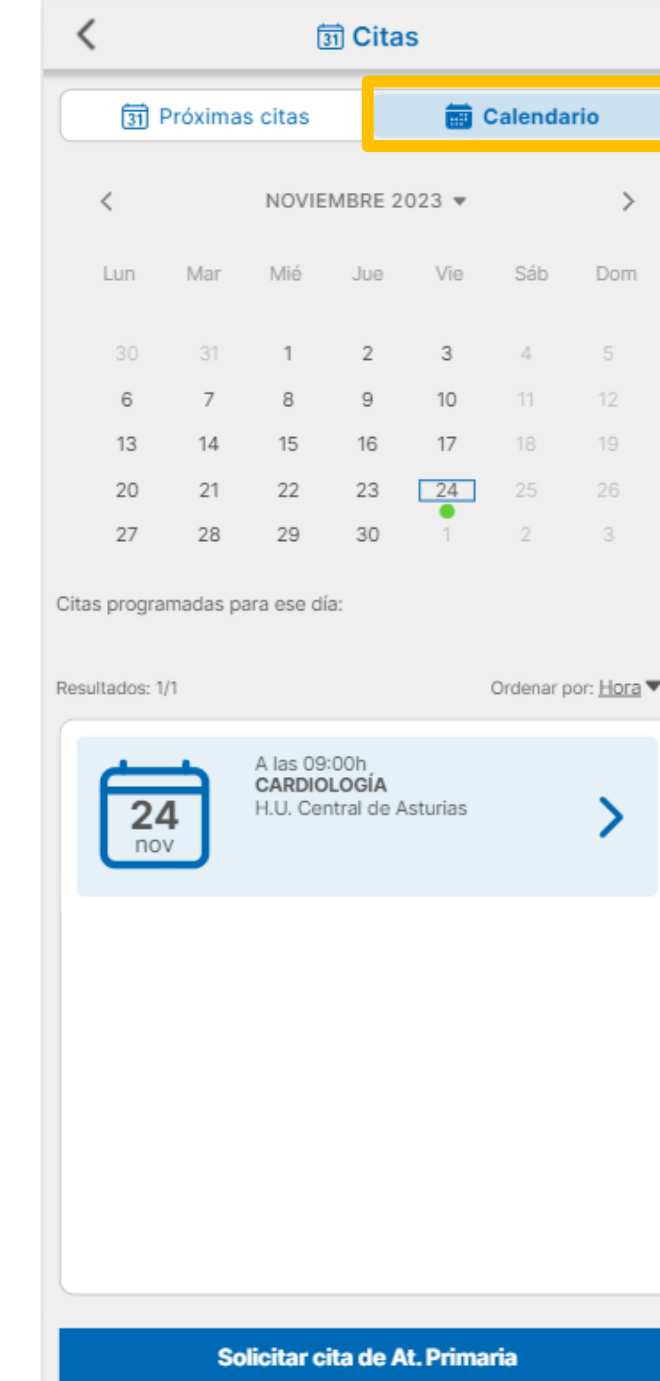 31 Citas
31 Próximas citas Calendario
NOVIEMBRE 2023
Lun Mar Mié Jue Vie Sáb Dom
30 31 1 2 3 4 5
6 7 8 9 10 11 12
13 14 15 16 17 18 19
20 21 22 23 24 25 26
27 28 29 30 1 2 3
Citas programadas para ese día:
Resultados: 1/1 Ordenar por: Hora
A las 09:00h
CARDIOLOGÍA
H.U. Central de Asturias
24
nov
Solicitar cita de At. Primaria